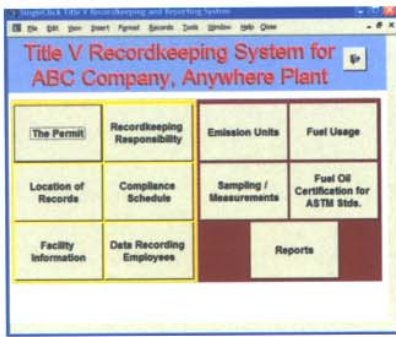 SingleClick Title V Recordkeeping and Reporting System
File Edit View Insert Format Records Tools Window Help Close
Title V Recordkeeping System for
ABC Company, Anywhere Plant
The Permit
Recordkeeping
Responsibility
Emission Units
Fuel Usage
Location of
Records
Compliance
Schedule
Sampling /
Measurements
Fuel Oil
Certification for
ASTM Stds.
Facility
Information
Data Recording
Employees
Reports